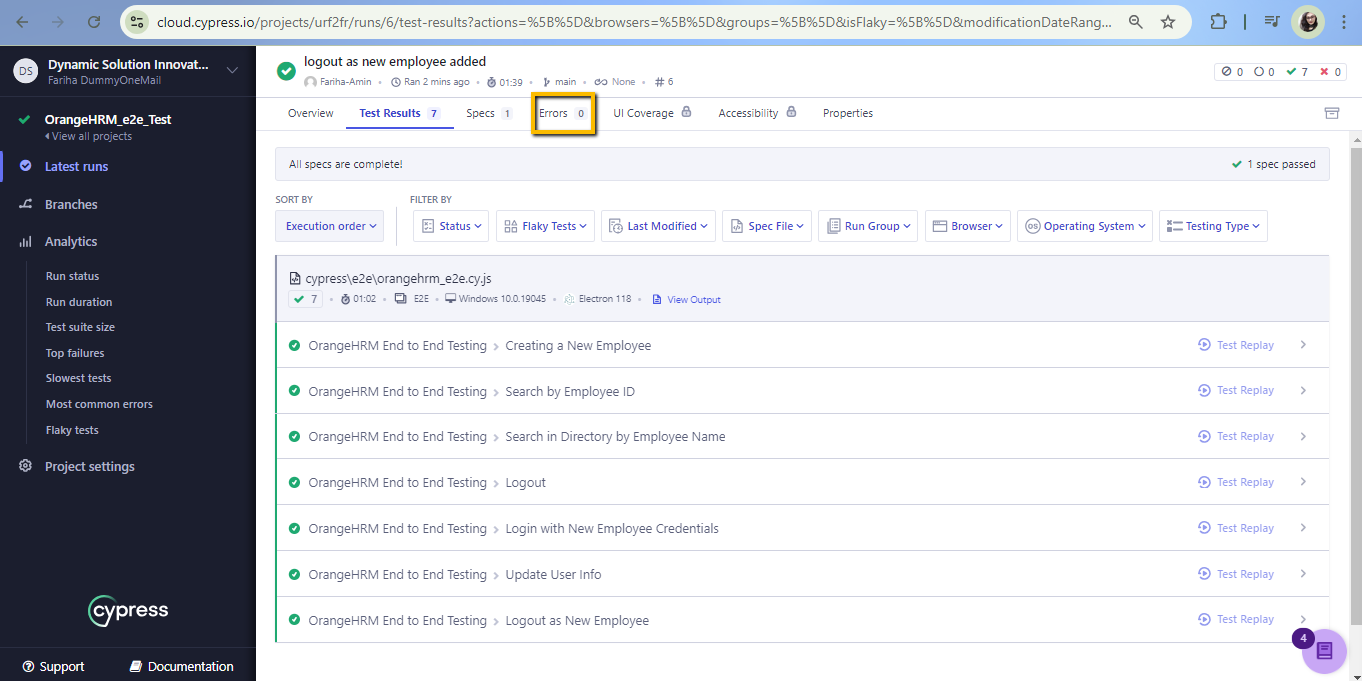 cloud.cypress.io/projects/urf2fr/runs/6/test-results?actions=%5B%5D&browsers=%5B%5D&groups=%5B%5D&isFlaky=%5B%5D&modificationDateRang...
DS
Dynamic Solution Innovat...
Fariha DummyOneMail
OrangeHRM_e2e_Test
View all projects
Latest runs
Branches
Analytics
Run status
Run duration
Test suite size
Top failures
Slowest tests
Most common errors
Flaky tests
Project settings
cypress
Support
Documentation
logout as new employee added
Fariha-Amin • Ran 2 mins ago • 01:39 • main • None • # 6
0 0 7 0
Overview Test Results 7 Specs 1 Errors 0 UI Coverage Accessibility Properties
All specs are complete! 1 spec passed
SORT BY FILTER BY
Execution order Status Flaky Tests Last Modified Spec File Run Group Browser OS Operating System Testing Type
cypress\e2e\orangehrm_e2e.cy.js
7 • 01:02 • E2E • Windows 10.0.19045 • Electron 118 • View Output
OrangeHRM End to End Testing › Creating a New Employee Test Replay
OrangeHRM End to End Testing › Search by Employee ID Test Replay
OrangeHRM End to End Testing › Search in Directory by Employee Name Test Replay
OrangeHRM End to End Testing › Logout Test Replay
OrangeHRM End to End Testing › Login with New Employee Credentials Test Replay
OrangeHRM End to End Testing › Update User Info Test Replay
OrangeHRM End to End Testing › Logout as New Employee Test Replay
4